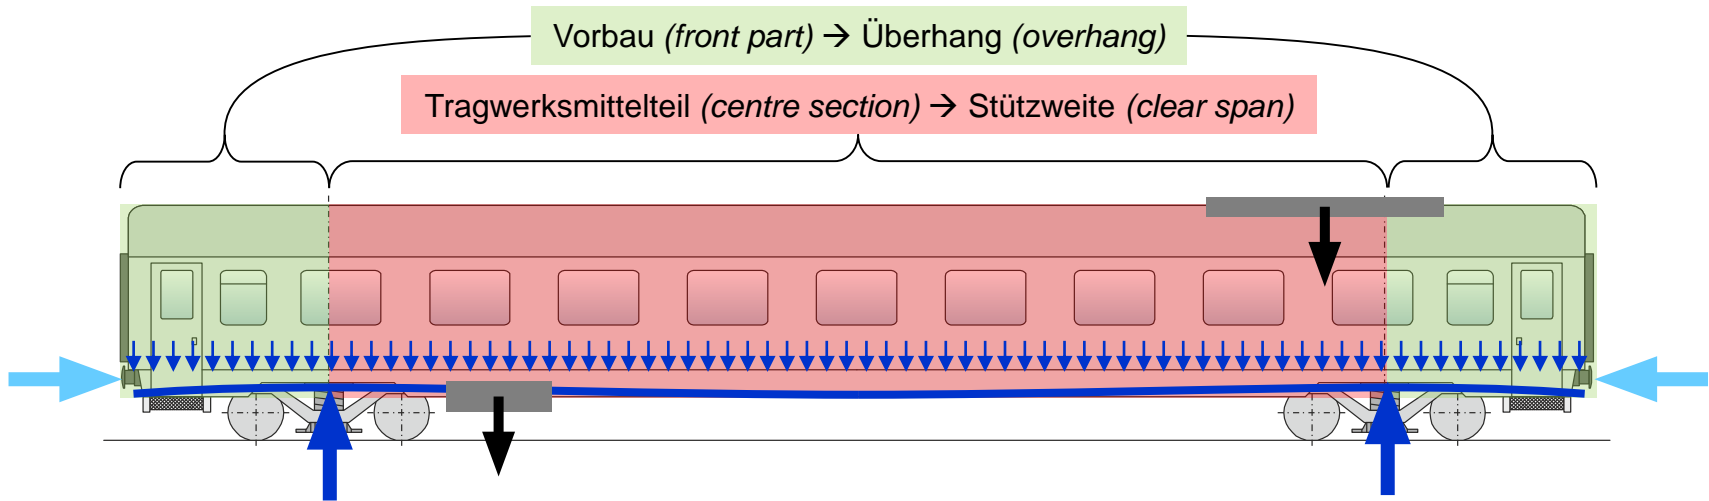 Vorbau (front part) → Überhang (overhang)
Tragwerksmittelteil (centre section) → Stützweite (clear span)